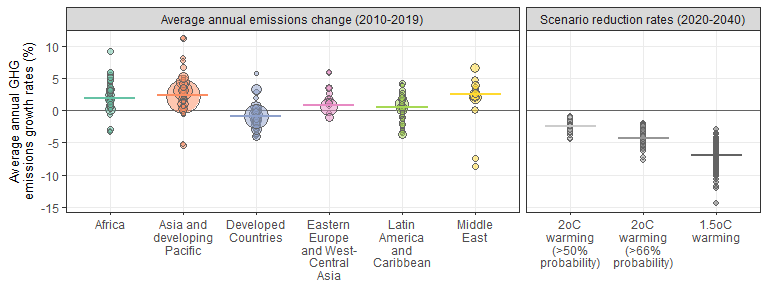 Average annual emissions change (2010-2019)
Scenario reduction rates (2020-2040)
Average annual GHG
emissions growth rates (%)
10
5
0
-5
-10
-15
Africa
Asia and
developing
Pacific
Developed
Countries
Eastern
Europe
and West-
Central
Asia
Latin
America
and
Caribbean
Middle
East
2oC
warming
(>50%
probability)
2oC
warming
(>66%
probability)
1.5oC
warming